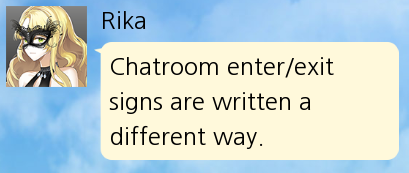 Rika
Chatroom enter/exit
signs are written a
different way.